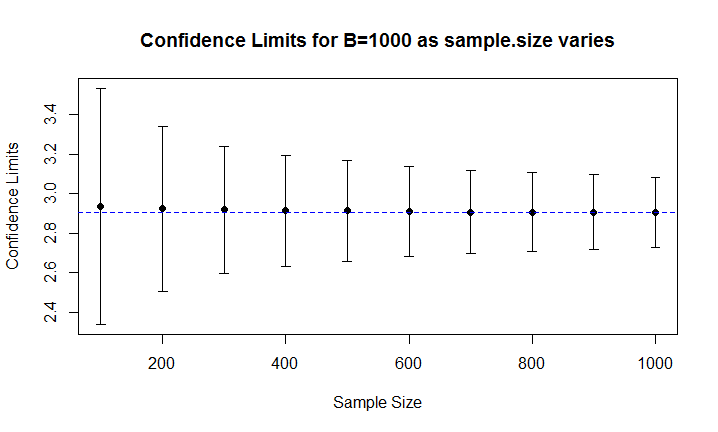 Confidence Limits for B=1000 as sample.size varies
Confidence Limits
3.4
3.2
3.0
2.8
2.6
2.4
200 400 600 800 1000
Sample Size